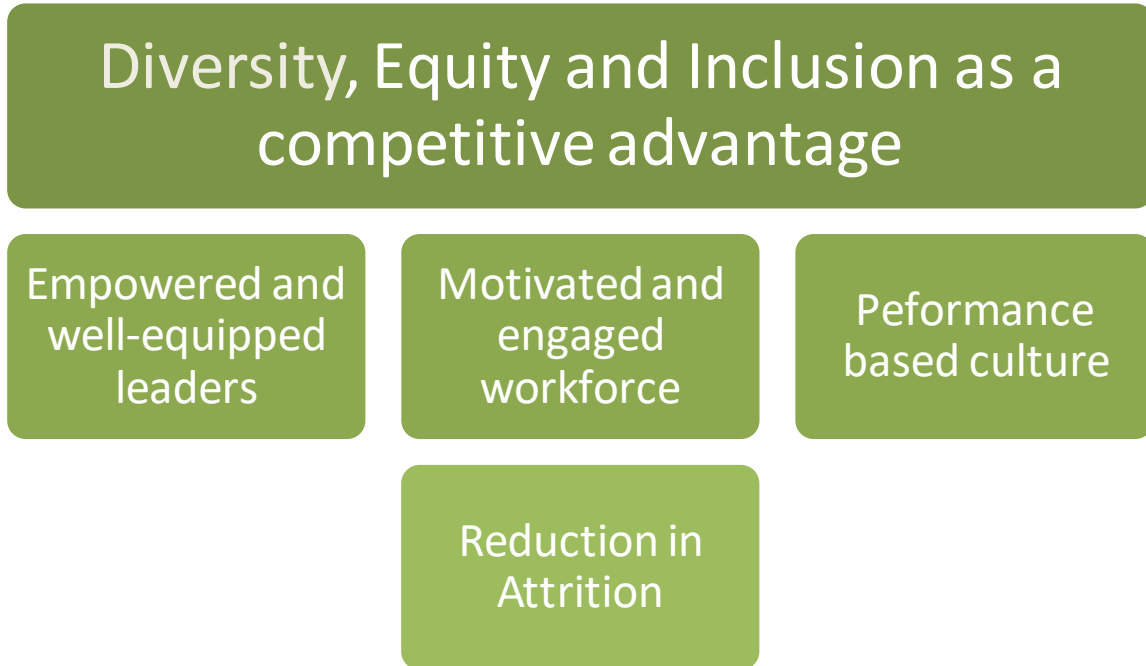 Diversity, Equity and Inclusion as a
competitive advantage
Empowered and
well-equipped
leaders
Motivated and
engaged
workforce
Peformance
based culture
Reduction in
Attrition